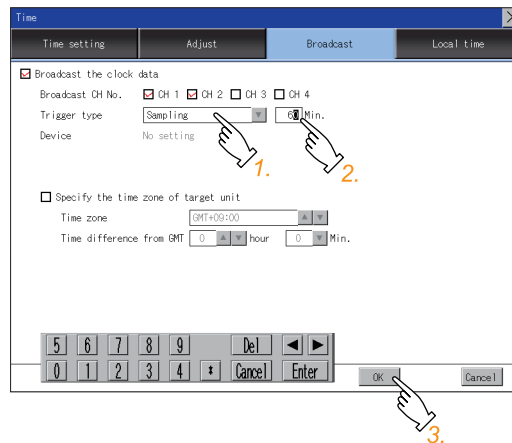 Time
Time setting Adjust Broadcast Local time
Broadcast the clock data
Broadcast CH No. CH 1 CH 2 CH 3 CH 4
Trigger type Sampling 60 Min.
Device No setting
1.
2.
Specify the time zone of target unit
Time zone GMT+09:00
Time difference from GMT 0 hour 0 Min.
5 6 7 8 9 Del
0 1 2 3 4 Cancel Enter
OK Cancel
3.